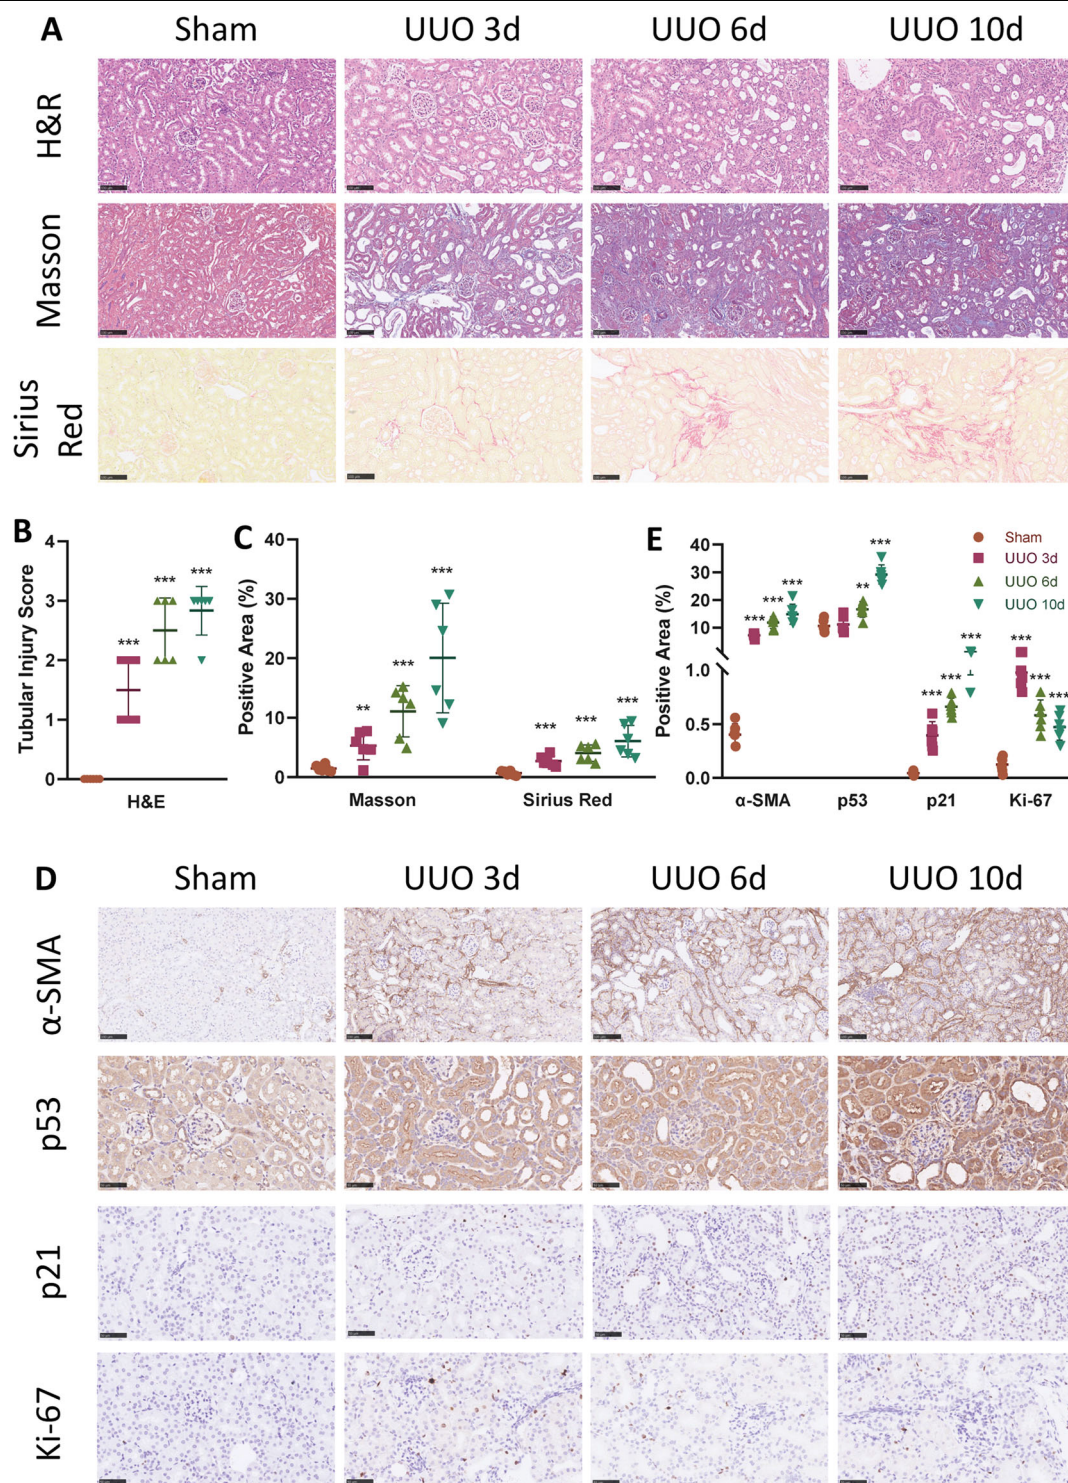 A
Sham
UUO 3d
UUO 6d
UUO 10d
H&R
Masson
Sirius
Red
B
Tubular Injury Score
4
3
2
1
0
***
***
***
H&E
C
Positive Area (%)
40
30
20
10
0
**
***
***
***
***
***
Masson
Sirius Red
E
Positive Area (%)
40
30
20
10
1.0
0.5
0.0
***
***
***
**
***
***
***
***
***
***
***
α-SMA
p53
p21
Ki-67
Sham
UUO 3d
UUO 6d
UUO 10d
D
Sham
UUO 3d
UUO 6d
UUO 10d
α-SMA
p53
p21
Ki-67